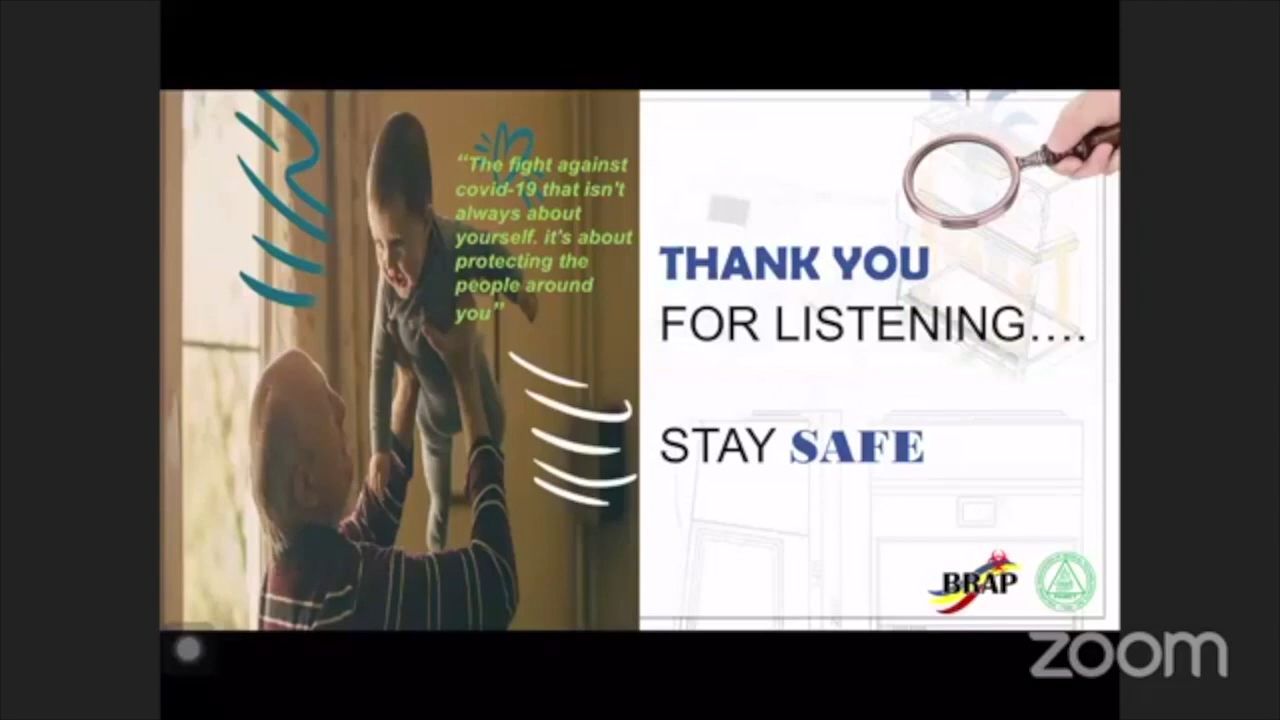 “The fight against
covid-19 that isn't
always about
yourself. it's about
protecting the
people around
you”
THANK YOU
FOR LISTENING....
STAY SAFE
BRAP
zoom